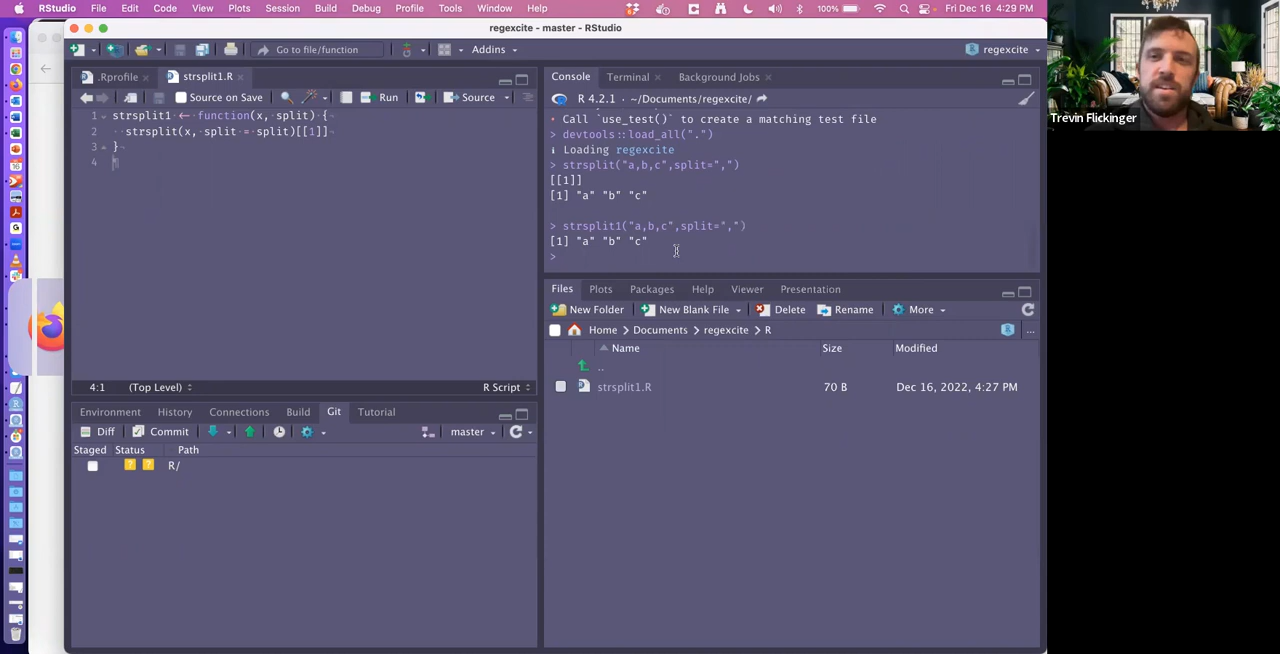 RStudio File Edit Code View Plots Session Build Debug Profile Tools Window Help 100% Fri Dec 16 4:29 PM
regexcite - master - RStudio
Go to file/function Addins regexcite
.Rprofile strsplit1.R
Source on Save Run Source
1 strsplit1 <- function(x, split) {
2 ··strsplit(x, split = split)[[1]]
3 }
4
4:1 (Top Level) R Script
Environment History Connections Build Git Tutorial
Diff Commit master
Staged Status Path
? ? R/
Console Terminal Background Jobs
R 4.2.1 · ~/Documents/regexcite/
• Call `use_test()` to create a matching test file
> devtools::load_all(".")
ℹ Loading regexcite
> strsplit("a,b,c",split=",")
[[1]]
[1] "a" "b" "c"
> strsplit1("a,b,c",split=",")
[1] "a" "b" "c"
>
Files Plots Packages Help Viewer Presentation
New Folder New Blank File Delete Rename More
Home Documents regexcite R
Name Size Modified
..
strsplit1.R 70 B Dec 16, 2022, 4:27 PM
Trevin Flickinger